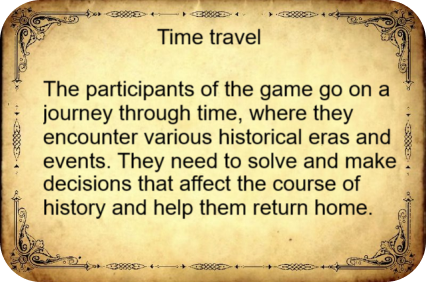 Time travel
The participants of the game go on a
journey through time, where they
encounter various historical eras and
events. They need to solve and make
decisions that affect the course of
history and help them return home.